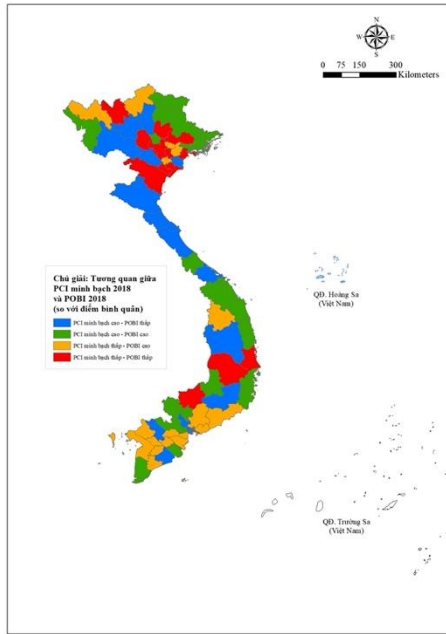 N
W E
S
0 75 150 300
Kilometers
QĐ. Hoàng Sa
(Việt Nam)
Chú giải: Tương quan giữa
PCI minh bạch 2018
và POBI 2018
(so với điểm bình quân)
PCI minh bạch cao - POBI thấp
PCI minh bạch cao - POBI cao
PCI minh bạch thấp - POBI cao
PCI minh bạch thấp - POBI thấp
QĐ. Trường Sa
(Việt Nam)